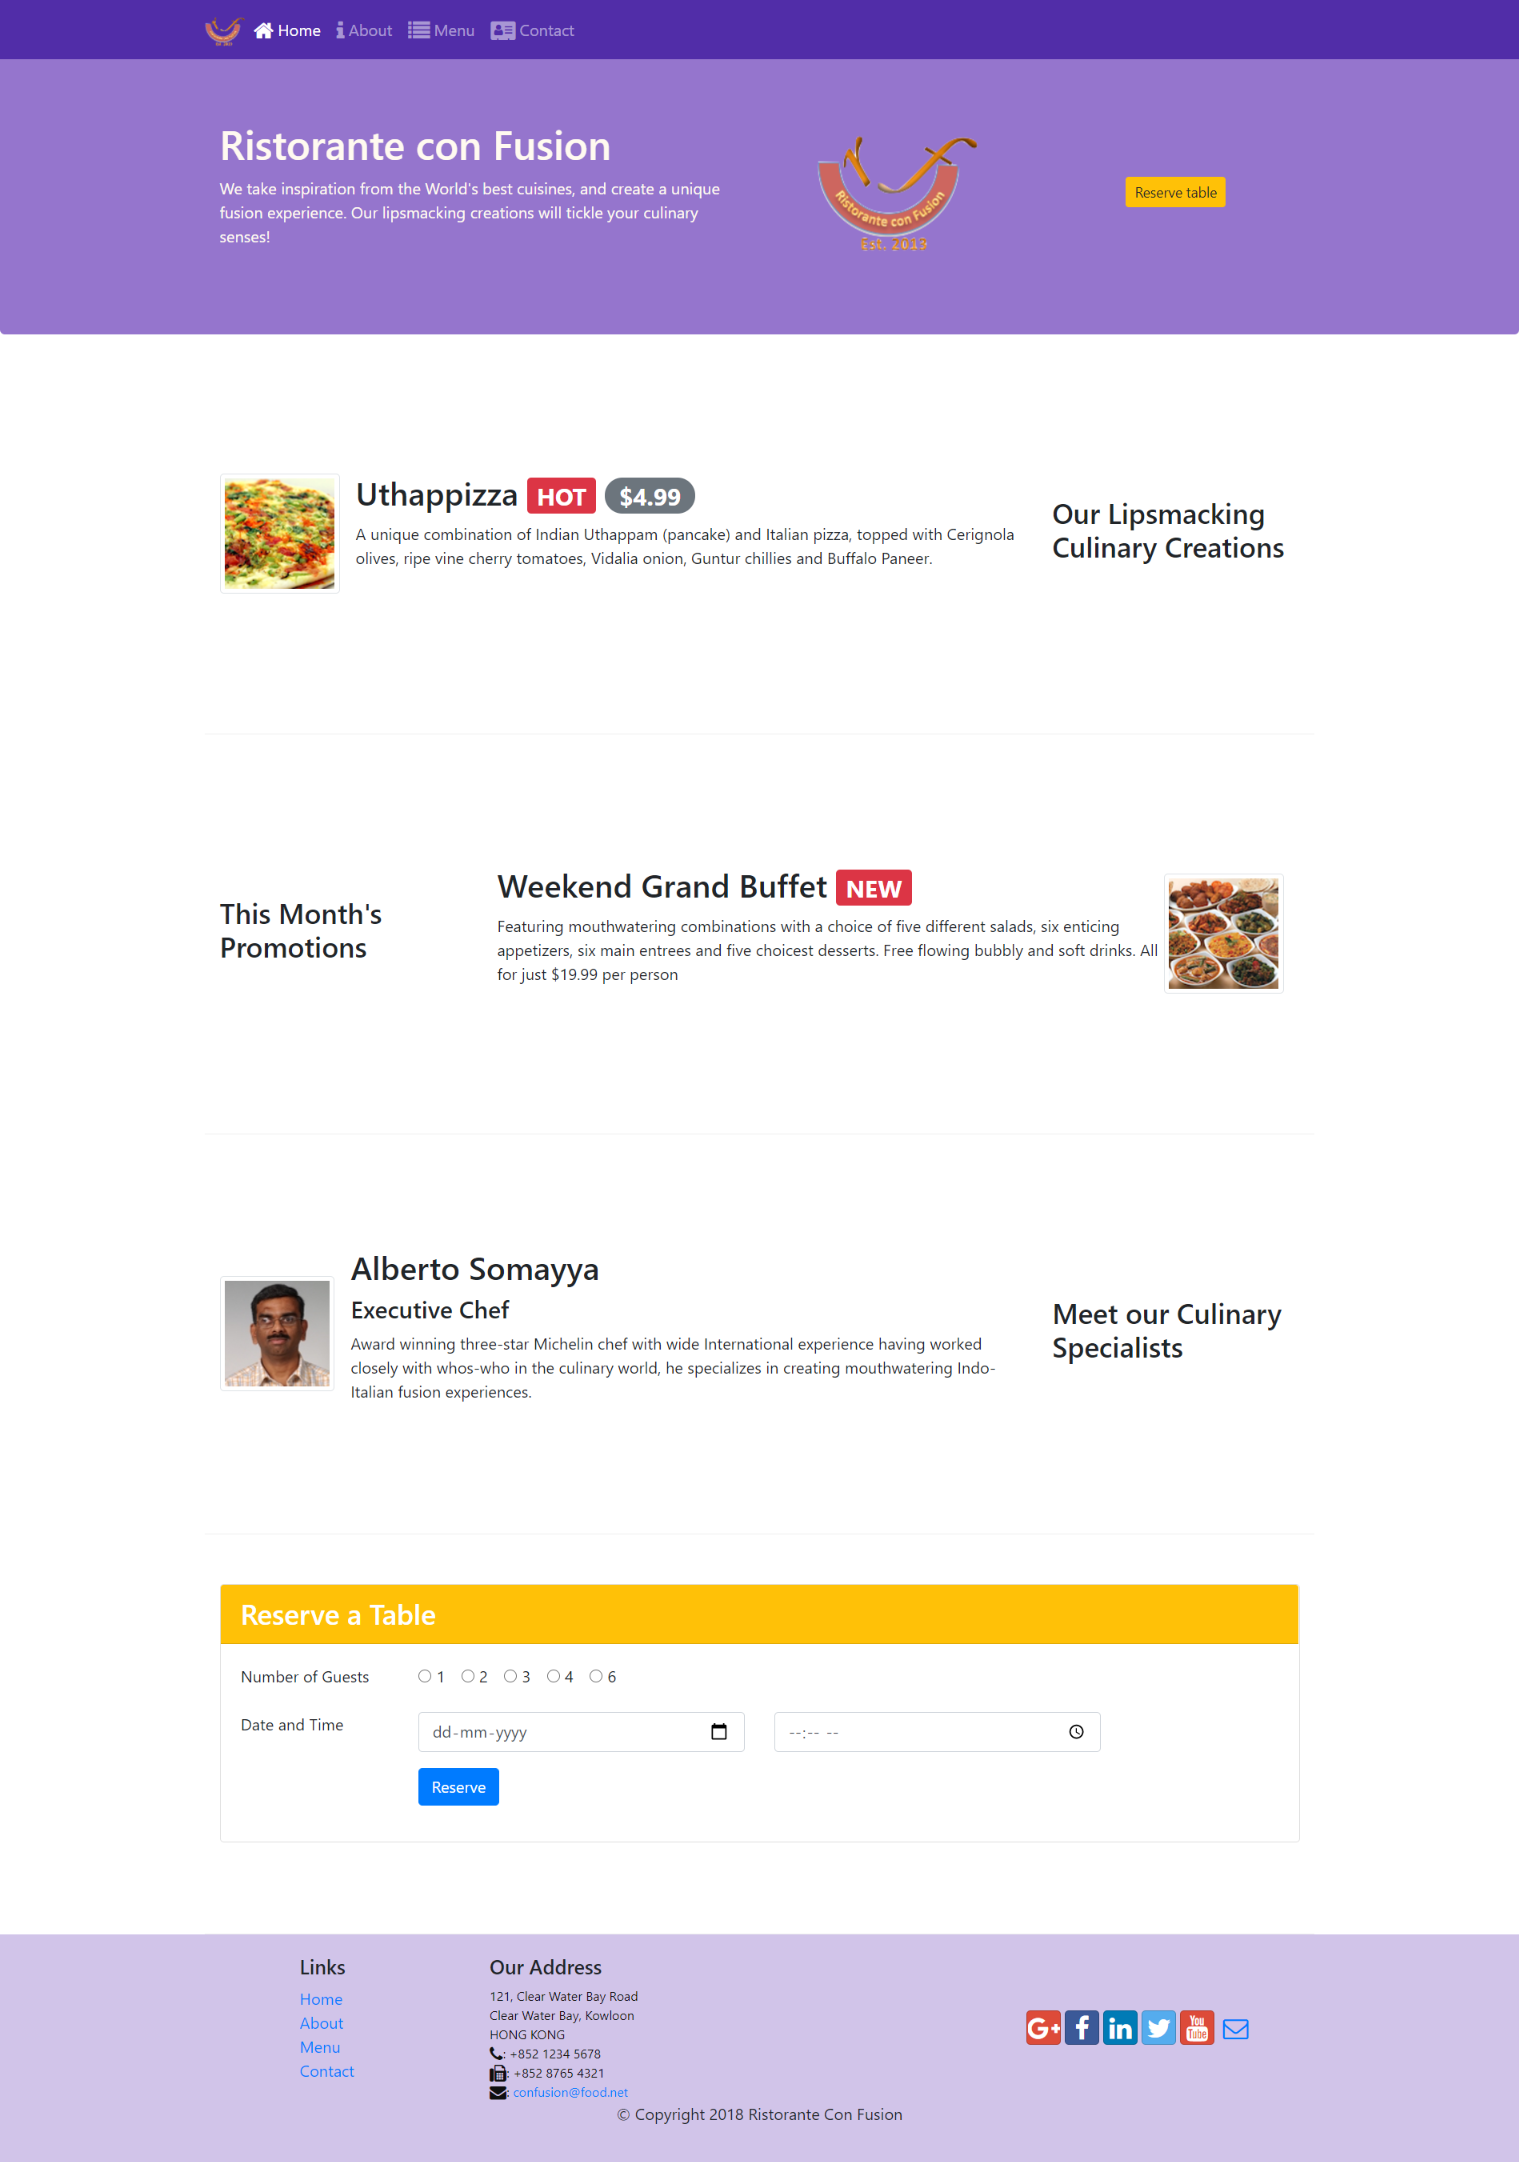 Home About Menu Contact
Ristorante con Fusion
We take inspiration from the World's best cuisines, and create a unique
fusion experience. Our lipsmacking creations will tickle your culinary
senses!
Ristorante con Fusion
Est. 2013
Reserve table
Uthappizza HOT $4.99
A unique combination of Indian Uthappam (pancake) and Italian pizza, topped with Cerignola
olives, ripe vine cherry tomatoes, Vidalia onion, Guntur chillies and Buffalo Paneer.
Our Lipsmacking
Culinary Creations
This Month's
Promotions
Weekend Grand Buffet NEW
Featuring mouthwatering combinations with a choice of five different salads, six enticing
appetizers, six main entrees and five choicest desserts. Free flowing bubbly and soft drinks. All
for just $19.99 per person
Alberto Somayya
Executive Chef
Award winning three-star Michelin chef with wide International experience having worked
closely with whos-who in the culinary world, he specializes in creating mouthwatering Indo-
Italian fusion experiences.
Meet our Culinary
Specialists
Reserve a Table
Number of Guests 1 2 3 4 6
Date and Time dd-mm-yyyy --:-- --
Reserve
Links
Home
About
Menu
Contact
Our Address
121, Clear Water Bay Road
Clear Water Bay, Kowloon
HONG KONG
: +852 1234 5678
: +852 8765 4321
: confusion@food.net
G+ f in You Tube
© Copyright 2018 Ristorante Con Fusion